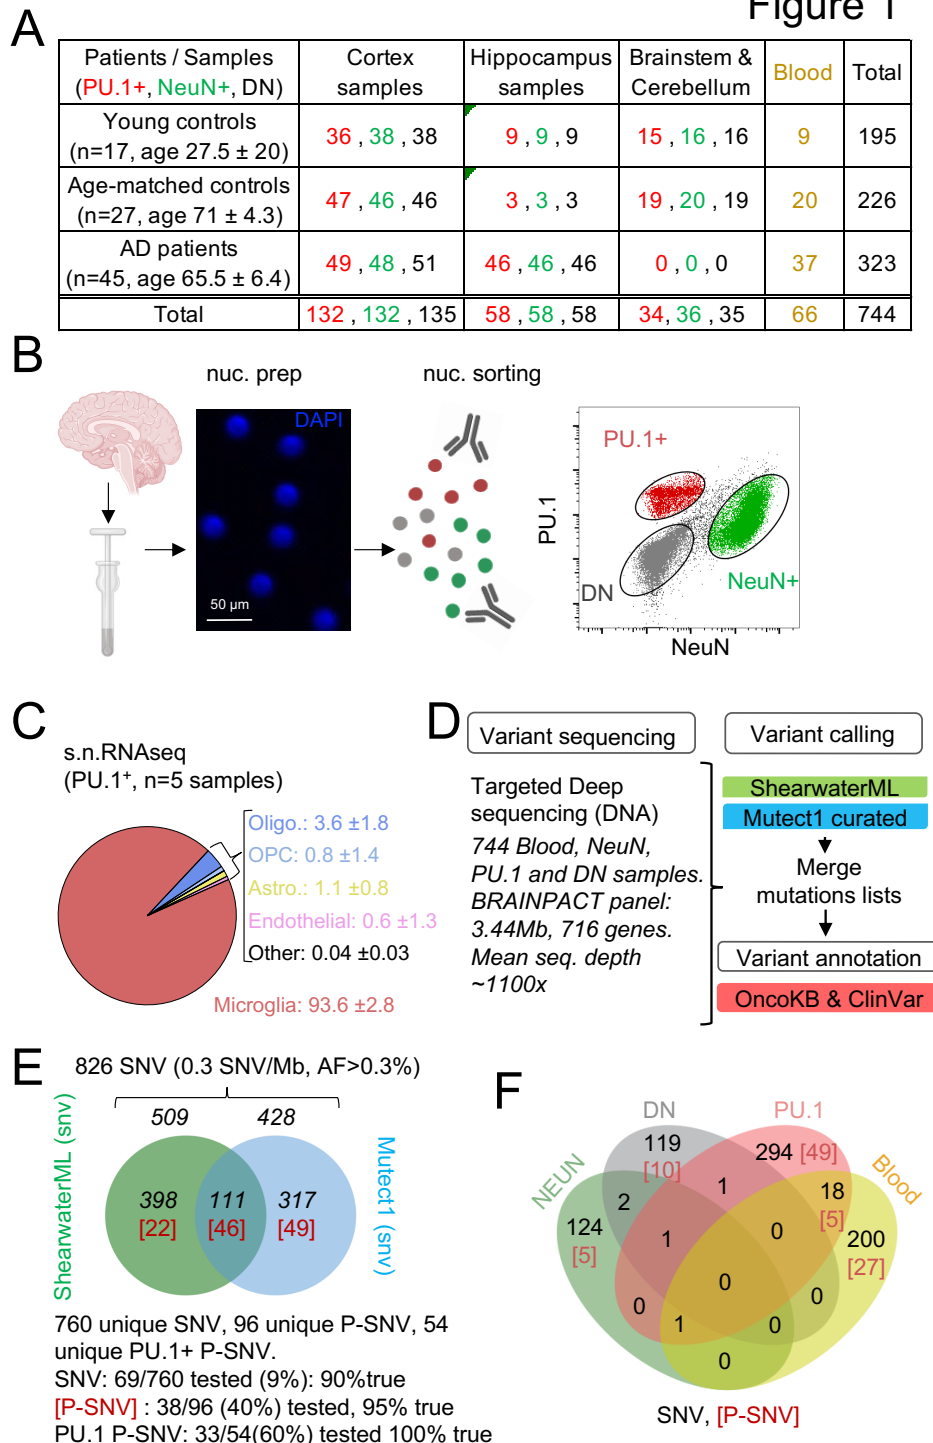 Figure 1
A
Patients / Samples (PU.1+, NeuN+, DN) Cortex samples Hippocampus samples Brainstem & Cerebellum Blood Total
Young controls (n=17, age 27.5 ± 20) 36 , 38 , 38 9 , 9 , 9 15 , 16 , 16 9 195
Age-matched controls (n=27, age 71 ± 4.3) 47 , 46 , 46 3 , 3 , 3 19 , 20 , 19 20 226
AD patients (n=45, age 65.5 ± 6.4) 49 , 48 , 51 46 , 46 , 46 0 , 0 , 0 37 323
Total 132 , 132 , 135 58 , 58 , 58 34, 36 , 35 66 744
B
nuc. prep
nuc. sorting
DAPI
50 µm
PU.1+
PU.1
DN
NeuN+
NeuN
C
s.n.RNAseq
(PU.1⁺, n=5 samples)
Oligo.: 3.6 ±1.8
OPC: 0.8 ±1.4
Astro.: 1.1 ±0.8
Endothelial: 0.6 ±1.3
Other: 0.04 ±0.03
Microglia: 93.6 ±2.8
D
Variant sequencing
Targeted Deep
sequencing (DNA)
744 Blood, NeuN,
PU.1 and DN samples.
BRAINPACT panel:
3.44Mb, 716 genes.
Mean seq. depth
~1100x
Variant calling
ShearwaterML
Mutect1 curated
Merge
mutations lists
Variant annotation
OncoKB & ClinVar
E
826 SNV (0.3 SNV/Mb, AF>0.3%)
509 428
ShearwaterML (snv)
398 111 317
[22] [46] [49]
Mutect1 (snv)
760 unique SNV, 96 unique P-SNV, 54
unique PU.1+ P-SNV.
SNV: 69/760 tested (9%): 90%true
[P-SNV] : 38/96 (40%) tested, 95% true
PU.1 P-SNV: 33/54(60%) tested 100% true
F
DN PU.1
NEUN Blood
119 294 [49]
[10]
2 1 18
[5]
124 1 0 200
[5] [27]
0
0 1 0 0
0
SNV, [P-SNV]